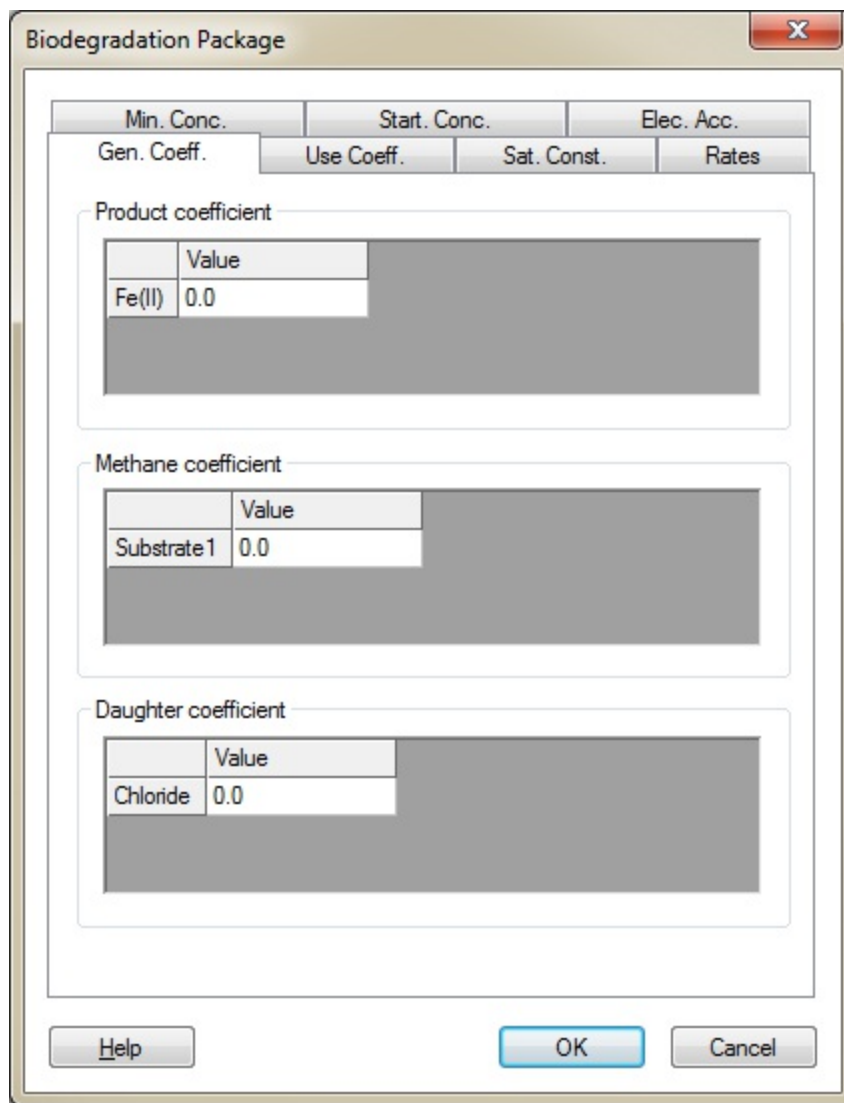 Biodegradation Package
Min. Conc. Start. Conc. Elec. Acc.
Gen. Coeff. Use Coeff. Sat. Const. Rates
Product coefficient
Value
Fe(II) 0.0
Methane coefficient
Value
Substrate1 0.0
Daughter coefficient
Value
Chloride 0.0
Help OK Cancel